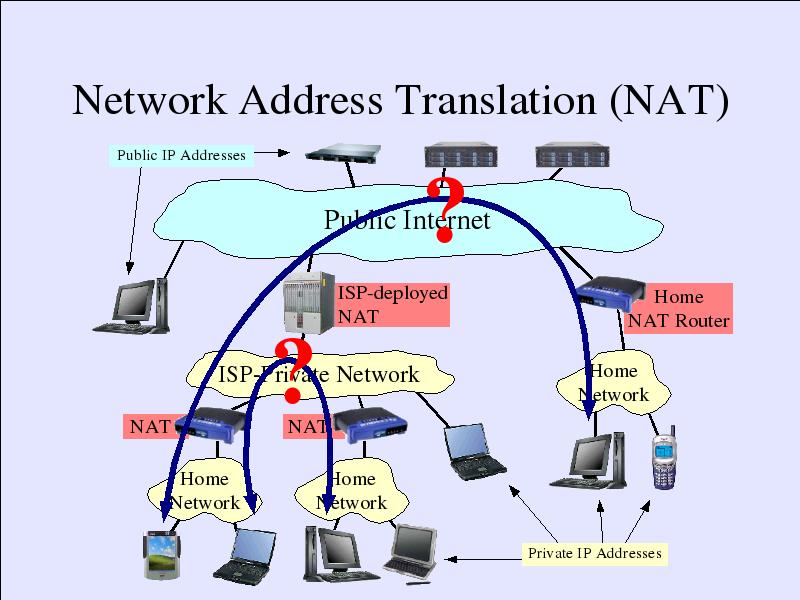 Network Address Translation (NAT)
Public IP Addresses
?
Public Internet
ISP-deployed
NAT
Home
NAT Router
?
ISP-Private Network
Home
Network
NAT
NAT
Home
Network
Home
Network
Private IP Addresses